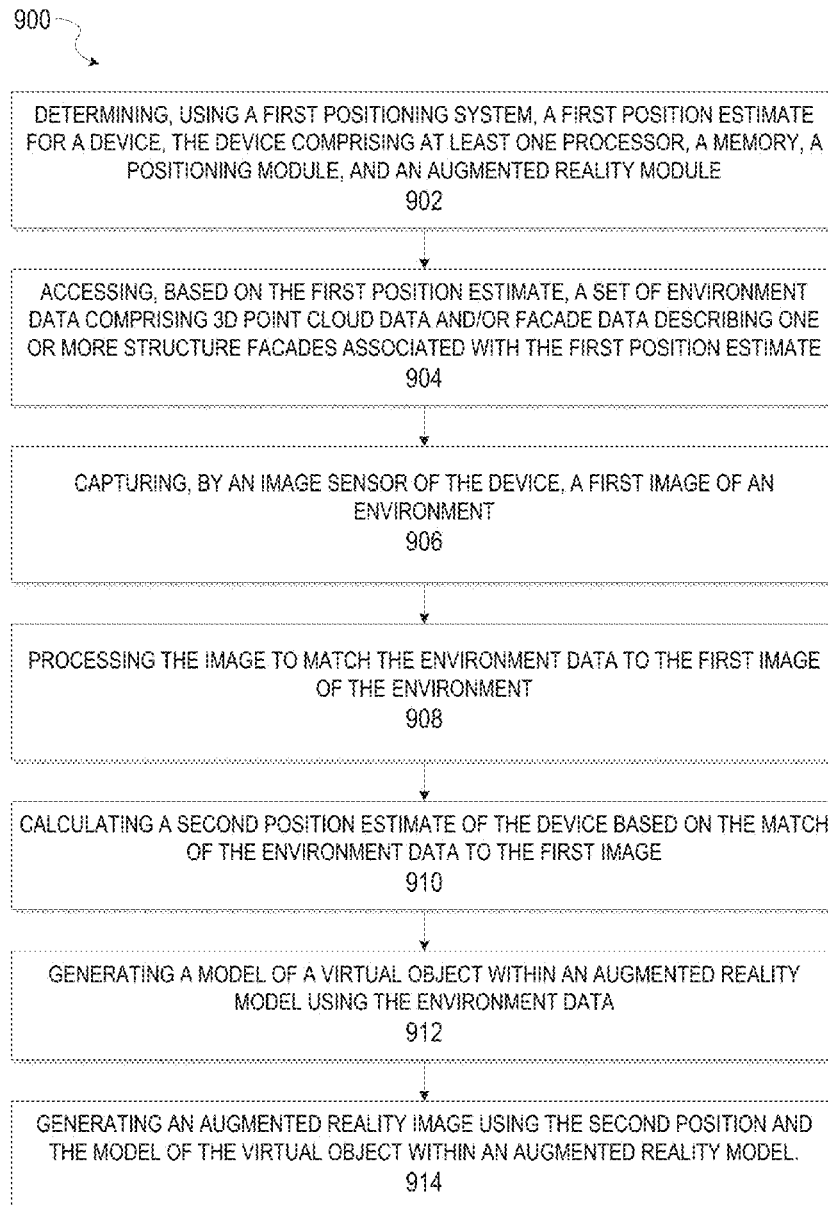 900
DETERMINING, USING A FIRST POSITIONING SYSTEM, A FIRST POSITION ESTIMATE
FOR A DEVICE, THE DEVICE COMPRISING AT LEAST ONE PROCESSOR, A MEMORY, A
POSITIONING MODULE, AND AN AUGMENTED REALITY MODULE
902
ACCESSING, BASED ON THE FIRST POSITION ESTIMATE, A SET OF ENVIRONMENT
DATA COMPRISING 3D POINT CLOUD DATA AND/OR FACADE DATA DESCRIBING ONE
OR MORE STRUCTURE FACADES ASSOCIATED WITH THE FIRST POSITION ESTIMATE
904
CAPTURING, BY AN IMAGE SENSOR OF THE DEVICE, A FIRST IMAGE OF AN
ENVIRONMENT
906
PROCESSING THE IMAGE TO MATCH THE ENVIRONMENT DATA TO THE FIRST IMAGE
OF THE ENVIRONMENT
908
CALCULATING A SECOND POSITION ESTIMATE OF THE DEVICE BASED ON THE MATCH
OF THE ENVIRONMENT DATA TO THE FIRST IMAGE
910
GENERATING A MODEL OF A VIRTUAL OBJECT WITHIN AN AUGMENTED REALITY
MODEL USING THE ENVIRONMENT DATA
912
GENERATING AN AUGMENTED REALITY IMAGE USING THE SECOND POSITION AND
THE MODEL OF THE VIRTUAL OBJECT WITHIN AN AUGMENTED REALITY MODEL.
914